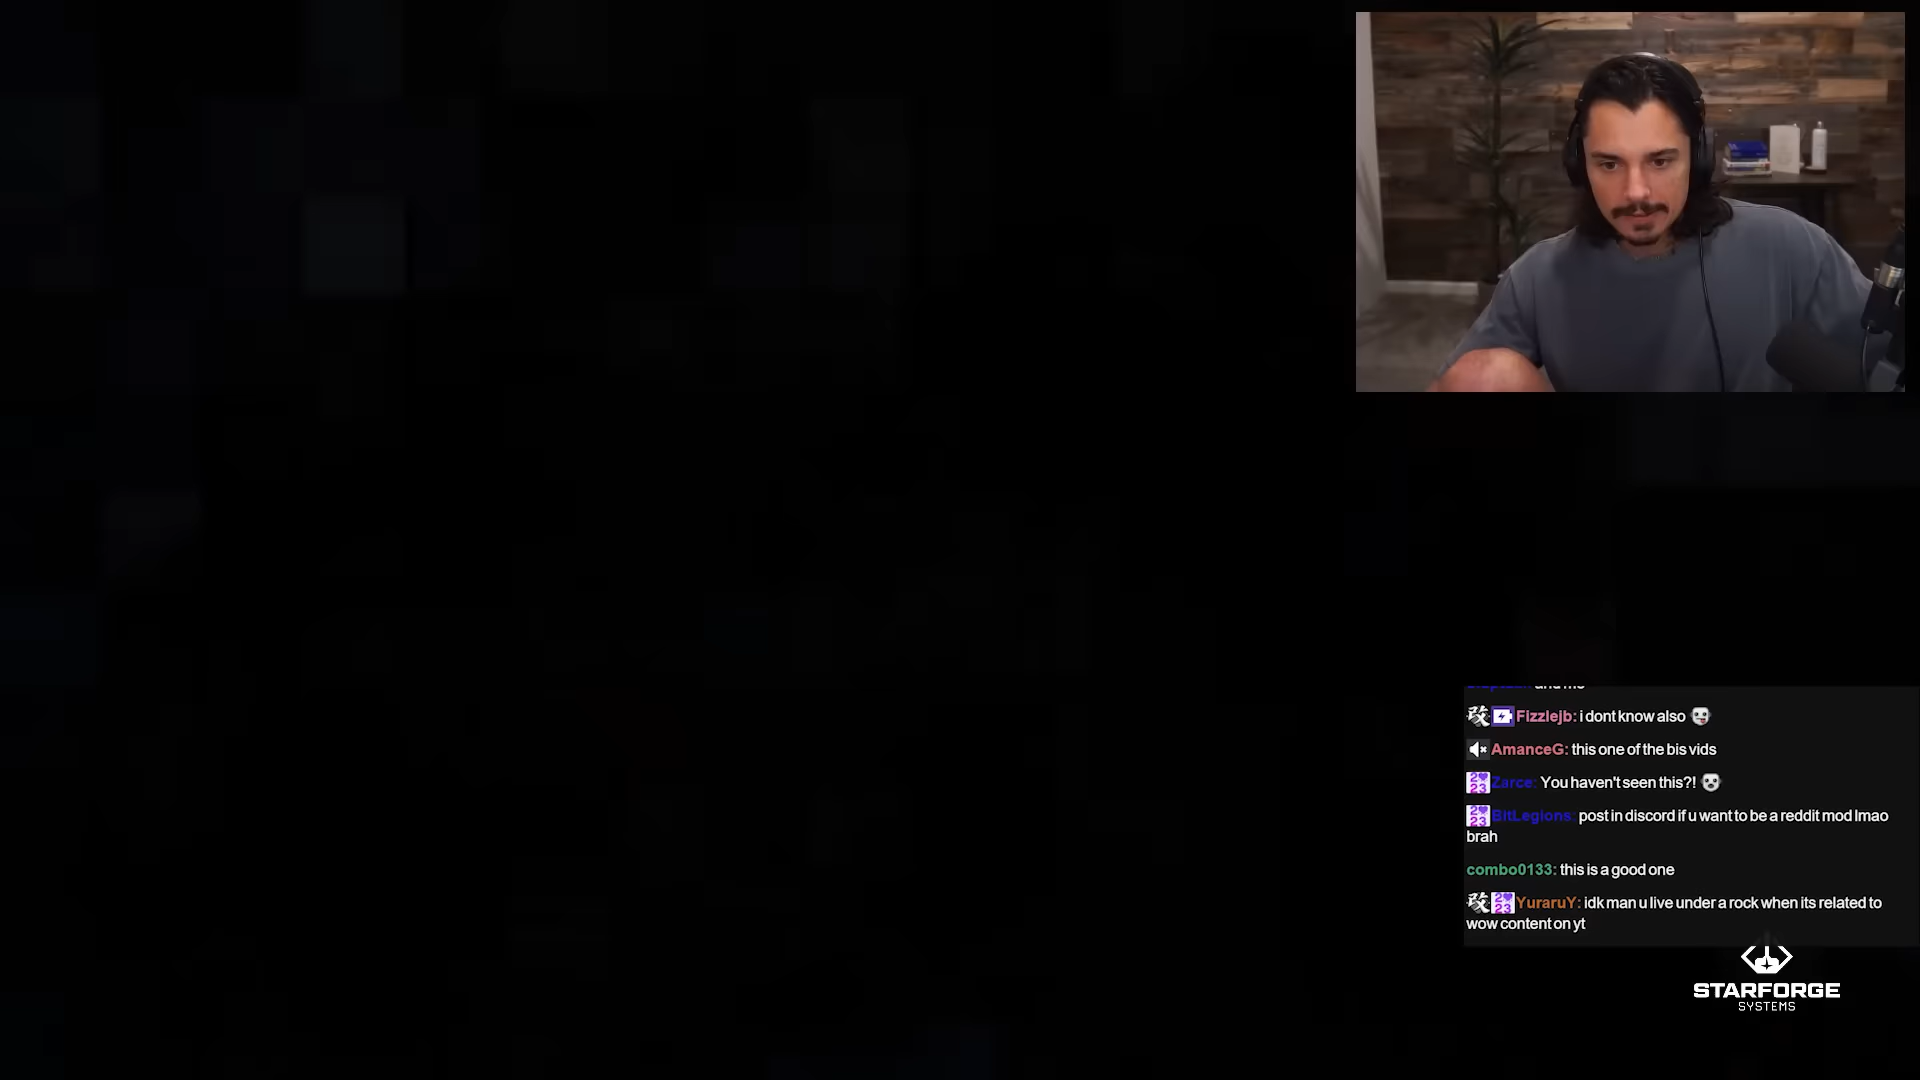 Fizzlejb: i dont know also
AmanceG: this one of the bis vids
Zarce: You haven't seen this?!
BitLegions: post in discord if u want to be a reddit mod lmao
brah
combo0133: this is a good one
YuraruY: idk man u live under a rock when its related to
wow content on yt
STARFORGE
SYSTEMS